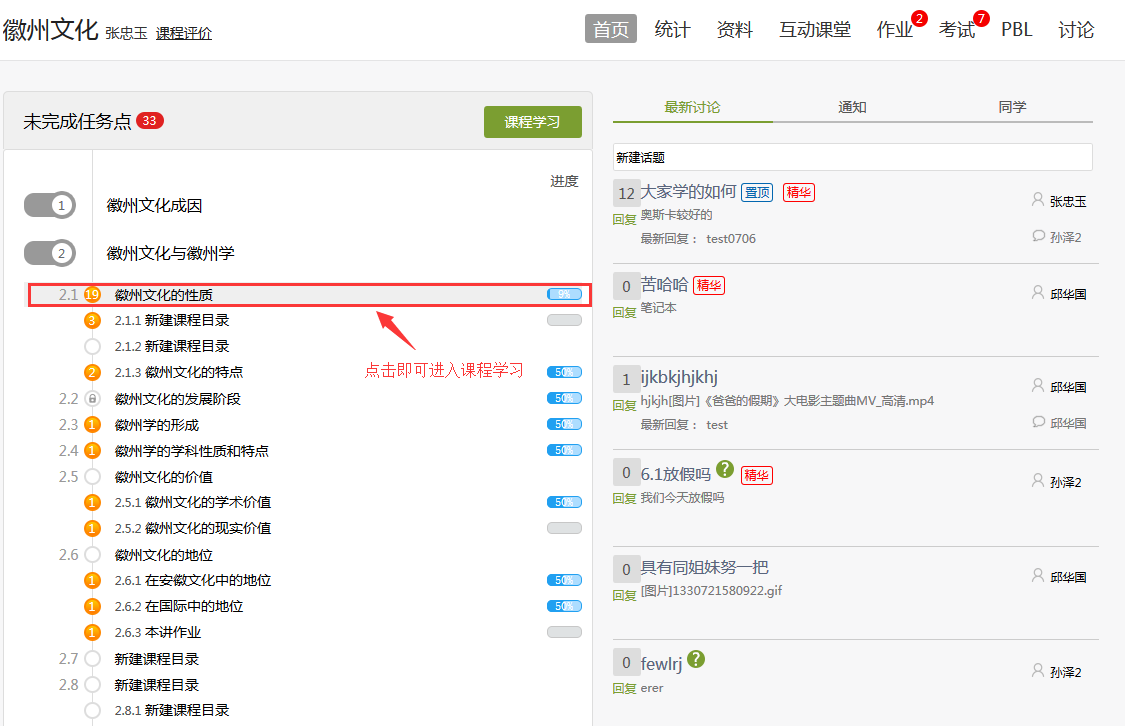 徽州文化 张忠玉 课程评价
首页 统计 资料 互动课堂 作业 2 考试 7 PBL 讨论
未完成任务点 33 课程学习
进度
1 徽州文化成因
2 徽州文化与徽州学
2.1 19 徽州文化的性质 9%
3 2.1.1 新建课程目录
2.1.2 新建课程目录
点击即可进入课程学习
2 2.1.3 徽州文化的特点 50%
2.2 徽州文化的发展阶段 50%
2.3 1 徽州学的形成 50%
2.4 1 徽州学的学科性质和特点 50%
2.5 徽州文化的价值
1 2.5.1 徽州文化的学术价值 50%
1 2.5.2 徽州文化的现实价值
2.6 徽州文化的地位
1 2.6.1 在安徽文化中的地位 50%
1 2.6.2 在国际中的地位 50%
1 2.6.3 本讲作业
2.7 新建课程目录
2.8 新建课程目录
2.8.1 新建课程目录
最新讨论 通知 同学
新建话题
12 大家学的如何 置顶 精华 张忠玉
回复 奥斯卡较好的
最新回复： test0706 孙泽2
0 苦哈哈 精华 邱华国
回复 笔记本
1 ijkbkjhjkhj 邱华国
回复 hjkjh[图片]《爸爸的假期》大电影主题曲MV_高清.mp4
最新回复： test 邱华国
0 6.1放假吗 ? 精华 孙泽2
回复 我们今天放假吗
0 具有同姐妹努一把 邱华国
回复 [图片]1330721580922.gif
0 fewlrj ? 孙泽2
回复 erer